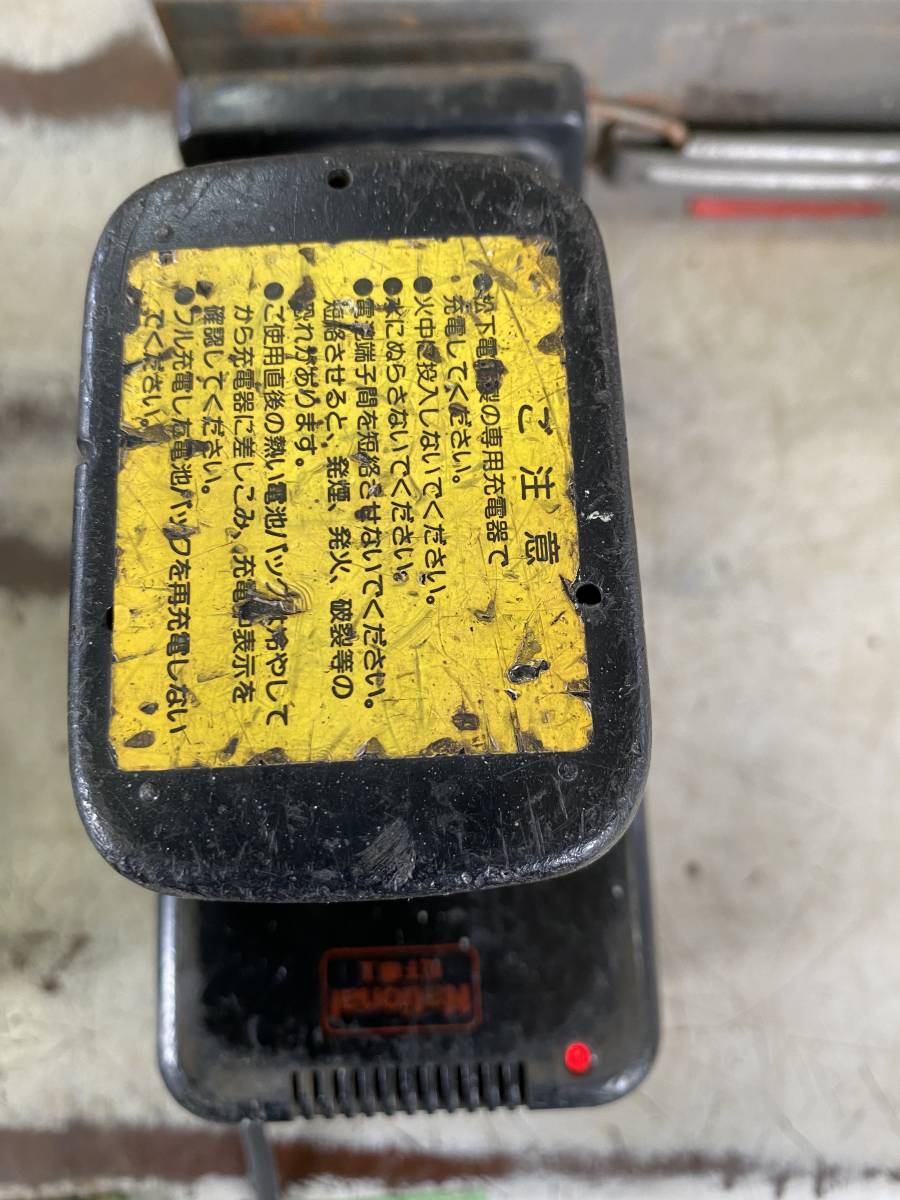 ご注意
●松下電器製の専用充電器で
充電してください。
●火中に投入しないでください。
●水にぬらさないでください。
●電池端子間を短絡させないでください。
短絡させると、発煙、発火、破裂等の
恐れがあります。
●ご使用直後の熱い電池パックは冷やして
から充電器に差しこみ、充電中表示を
確認してください。
●フル充電した電池パックを再充電しない
でください。
National